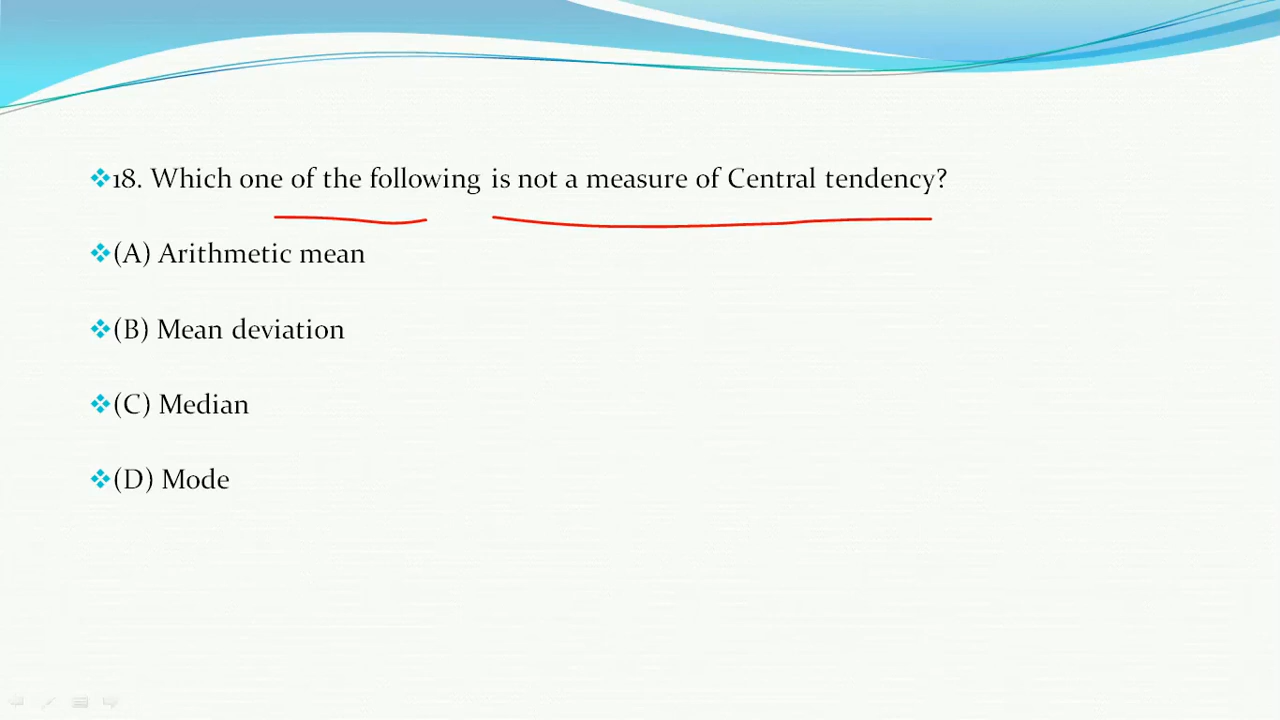 18. Which one of the following is not a measure of Central tendency?
(A) Arithmetic mean
(B) Mean deviation
(C) Median
(D) Mode